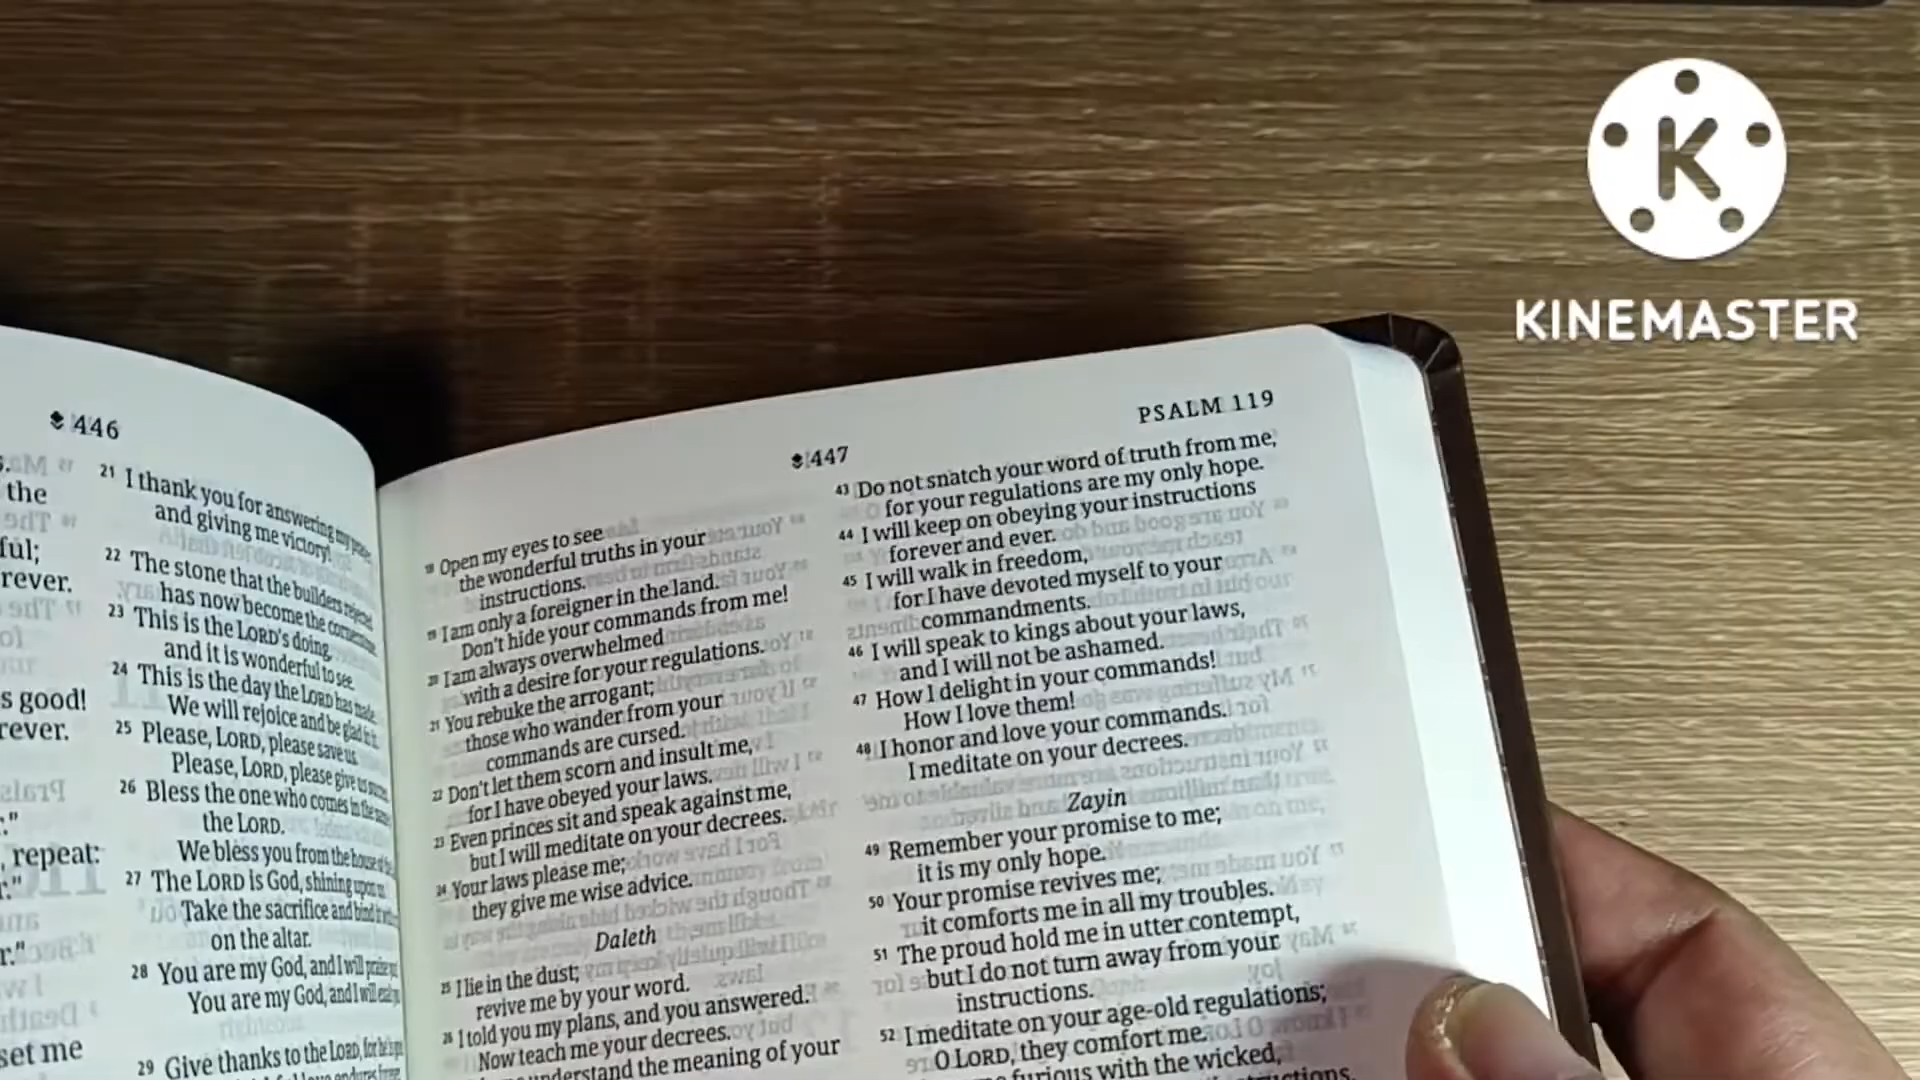 446
the
ful;
rever.
s good!
rever.
."
, repeat:
."
r."
set me
21 I thank you for answering my
and giving me victory!
22 The stone that the builders rejected
has now become the cornerstone.
23 This is the LORD's doing,
and it is wonderful to see.
24 This is the day the LORD has made.
We will rejoice and be glad in it.
25 Please, LORD, please save us.
Please, LORD, please give us
26 Bless the one who comes in the
the LORD.
We bless you from the house of the
27 The LORD is God, shining upon us.
Take the sacrifice and bind it
on the altar.
28 You are my God, and I will praise
You are my God, and I will
29 Give thanks to the LORD, for he is
447
PSALM 119
18 Open my eyes to see
the wonderful truths in your
instructions.
19 I am only a foreigner in the land.
Don't hide your commands from me!
20 I am always overwhelmed
with a desire for your regulations.
21 You rebuke the arrogant;
those who wander from your
commands are cursed.
22 Don't let them scorn and insult me,
for I have obeyed your laws.
23 Even princes sit and speak against me,
but I will meditate on your decrees.
24 Your laws please me;
they give me wise advice.
Daleth
25 I lie in the dust;
revive me by your word.
26 I told you my plans, and you answered.
Now teach me your decrees.
understand the meaning of your
43 Do not snatch your word of truth from me,
for your regulations are my only hope.
44 I will keep on obeying your instructions
forever and ever.
45 I will walk in freedom,
for I have devoted myself to your
commandments.
46 I will speak to kings about your laws,
and I will not be ashamed.
47 How I delight in your commands!
How I love them!
48 I honor and love your commands.
I meditate on your decrees.
Zayin
49 Remember your promise to me;
it is my only hope.
50 Your promise revives me;
it comforts me in all my troubles.
51 The proud hold me in utter contempt,
but I do not turn away from your
instructions.
52 I meditate on your age-old regulations;
O LORD, they comfort me.
furious with the wicked,
K
KINEMASTER